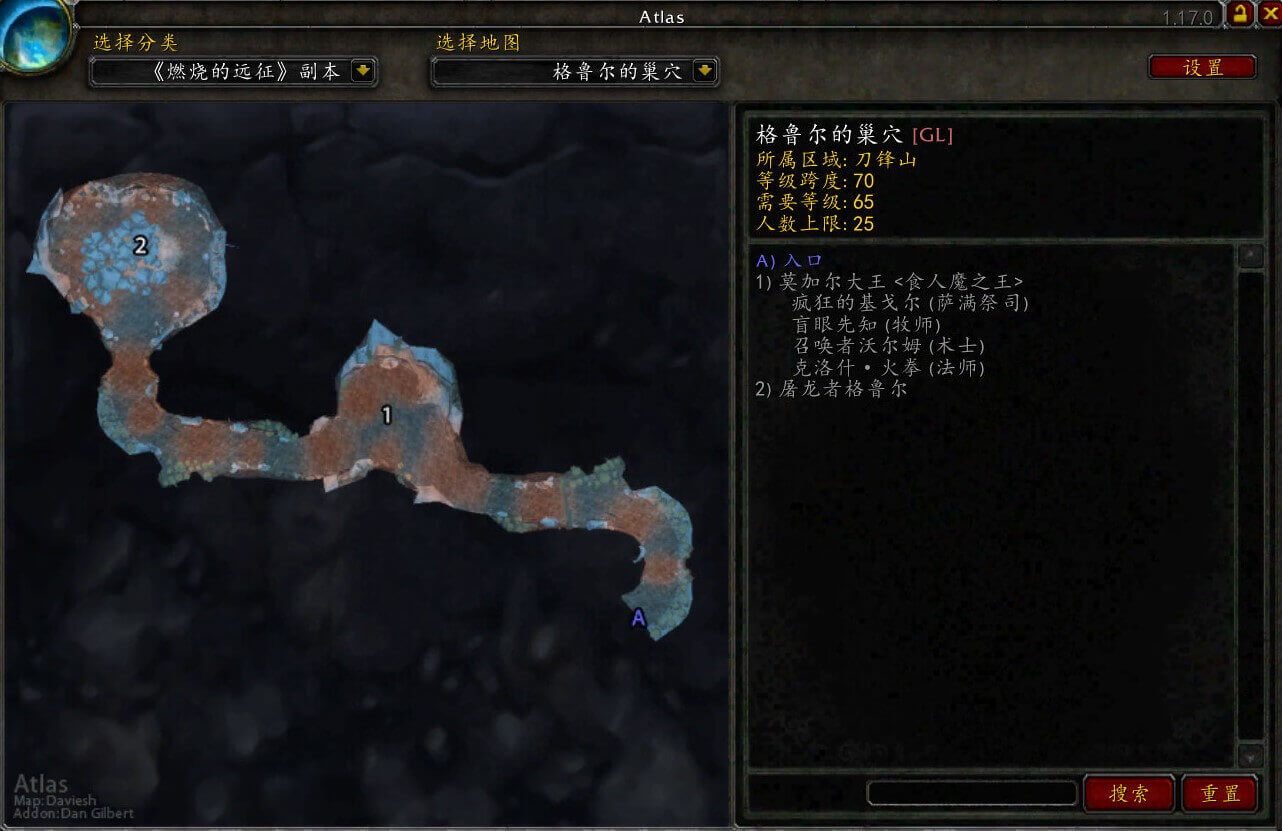 Atlas
1.17.0
选择分类
选择地图
《燃烧的远征》副本
格鲁尔的巢穴
设置
格鲁尔的巢穴 [GL]
所属区域: 刀锋山
等级跨度: 70
需要等级: 65
人数上限: 25
A) 入口
1) 莫加尔大王 <食人魔之王>
疯狂的基戈尔 (萨满祭司)
盲眼先知 (牧师)
召唤者沃尔姆 (术士)
克洛什·火拳 (法师)
2) 屠龙者格鲁尔
2
1
A
Atlas
Map:Daviesh
Addon:Dan Gilbert
搜索
重置